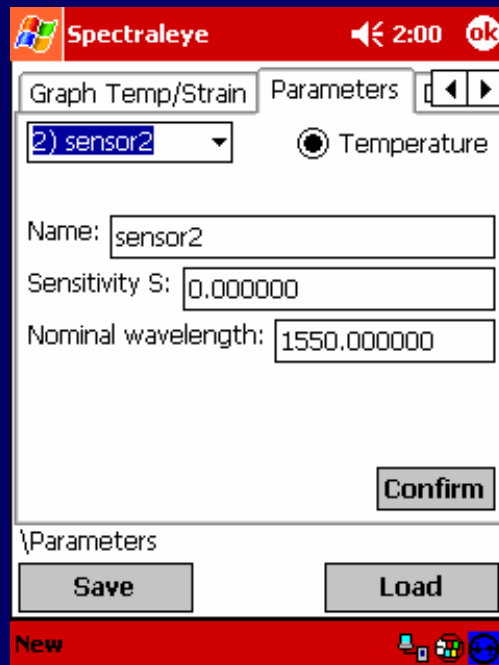 Spectraleye 2:00 ok
Graph Temp/Strain Parameters
2) sensor2 Temperature
Name: sensor2
Sensitivity S: 0.000000
Nominal wavelength: 1550.000000
Confirm
\Parameters
Save Load
New